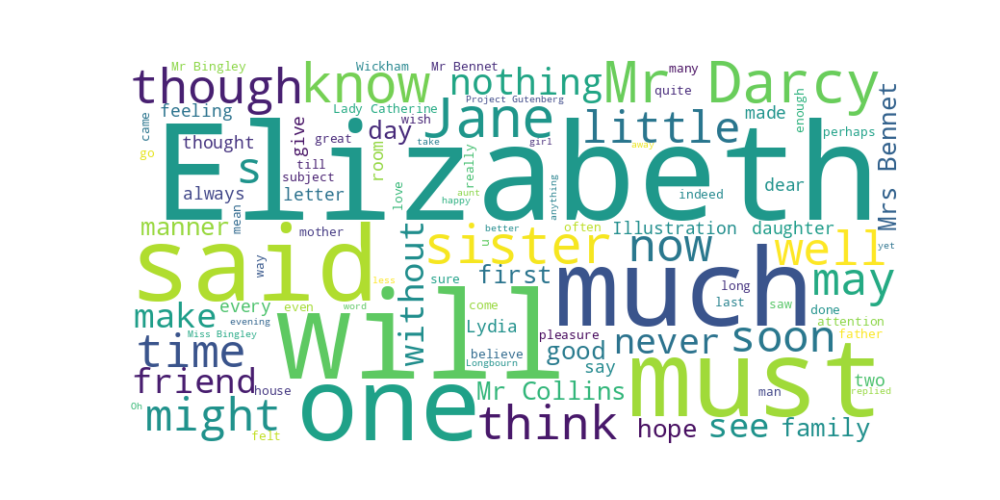 Mr Bingley
Wickham
Mr Bennet
many
though
know
nothing
Mr Darcy
quite
feeling
Lady Catherine
Project Gutenberg
wish
Jane
little
made
enough
perhaps
came
go
thought
s
give
great
day
take
girl
away
Mrs Bennet
Elizabeth
till
subject
room
really
always
letter
love
aunt
happy
anything
indeed
dear
manner
mean
mother
without
better
often
Illustration
daughter
said
sister
u
now
well
yet
way
sure
less
first
much
long
last
saw
may
make
every
even
will
word
come
done
attention
evening
Miss Bingley
Lydia
pleasure
never
soon
father
time
believe
Longbourn
good
say
must
friend
house
one
Mr Collins
man
two
replied
Oh
might
felt
think
hope
see
family